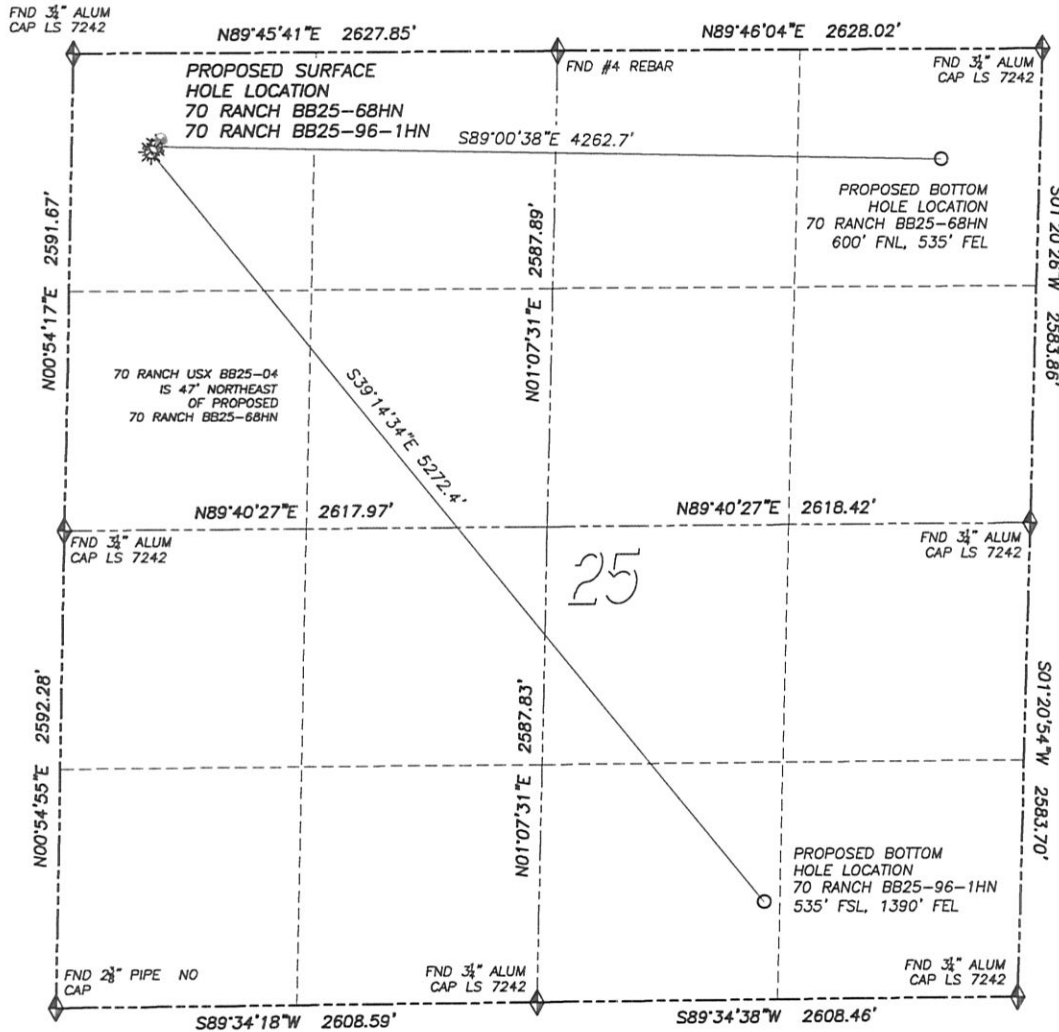 FND 3¼" ALUM
CAP LS 7242
N89°45'41"E 2627.85'
N89°46'04"E 2628.02'
PROPOSED SURFACE
HOLE LOCATION
70 RANCH BB25-68HN
70 RANCH BB25-96-1HN
FND #4 REBAR
FND 3¼" ALUM
CAP LS 7242
S89°00'38"E 4262.7'
PROPOSED BOTTOM
HOLE LOCATION
70 RANCH BB25-68HN
600' FNL, 535' FEL
N00°54'17"E 2591.67'
N01°07'31"E 2587.89'
S01°20'26"W 2583.86'
70 RANCH USX BB25-04
IS 47' NORTHEAST
OF PROPOSED
70 RANCH BB25-68HN
S39°14'34"E 5272.4'
N89°40'27"E 2617.97'
N89°40'27"E 2618.42'
FND 3¼" ALUM
CAP LS 7242
FND 3¼" ALUM
CAP LS 7242
25
N00°54'55"E 2592.28'
N01°07'31"E 2587.83'
S01°20'54"W 2583.70'
PROPOSED BOTTOM
HOLE LOCATION
70 RANCH BB25-96-1HN
535' FSL, 1390' FEL
FND 2⅜" PIPE NO
CAP
FND 3¼" ALUM
CAP LS 7242
FND 3¼" ALUM
CAP LS 7242
S89°34'18"W 2608.59'
S89°34'38"W 2608.46'